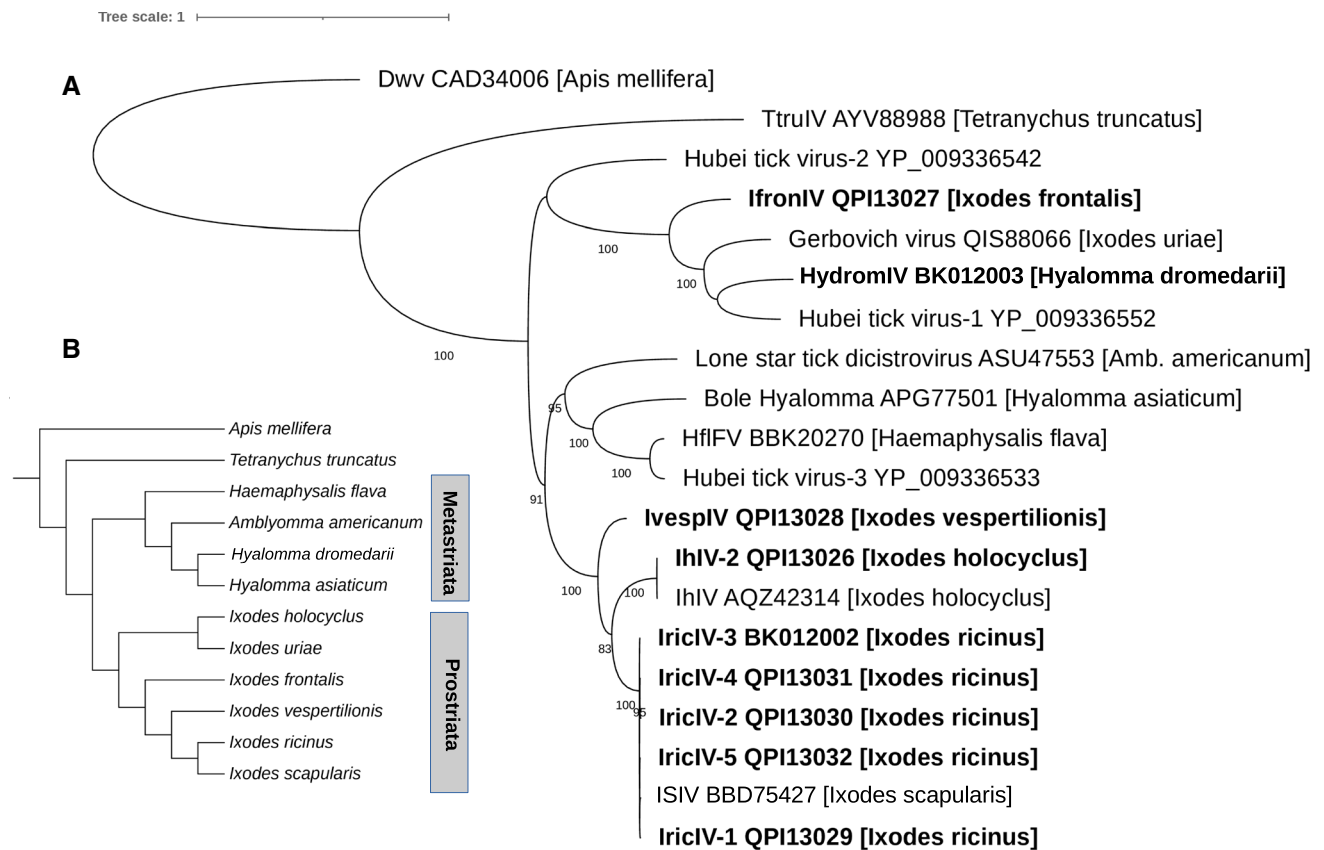 Tree scale: 1
A
Dwv CAD34006 [Apis mellifera]
TtruIV AYV88988 [Tetranychus truncatus]
Hubei tick virus-2 YP_009336542
IfronIV QPI13027 [Ixodes frontalis]
100
Gerbovich virus QIS88066 [Ixodes uriae]
100
HydromIV BK012003 [Hyalomma dromedarii]
Hubei tick virus-1 YP_009336552
100
Lone star tick dicistrovirus ASU47553 [Amb. americanum]
95
Bole Hyalomma APG77501 [Hyalomma asiaticum]
100
HflFV BBK20270 [Haemaphysalis flava]
100
Hubei tick virus-3 YP_009336533
91
IvespIV QPI13028 [Ixodes vespertilionis]
100
IhIV-2 QPI13026 [Ixodes holocyclus]
100
IhIV AQZ42314 [Ixodes holocyclus]
83
IricIV-3 BK012002 [Ixodes ricinus]
IricIV-4 QPI13031 [Ixodes ricinus]
100
95
IricIV-2 QPI13030 [Ixodes ricinus]
IricIV-5 QPI13032 [Ixodes ricinus]
ISIV BBD75427 [Ixodes scapularis]
IricIV-1 QPI13029 [Ixodes ricinus]
B
Apis mellifera
Tetranychus truncatus
Haemaphysalis flava
Amblyomma americanum
Hyalomma dromedarii
Hyalomma asiaticum
Metastriata
Ixodes holocyclus
Ixodes uriae
Ixodes frontalis
Ixodes vespertilionis
Ixodes ricinus
Ixodes scapularis
Prostriata